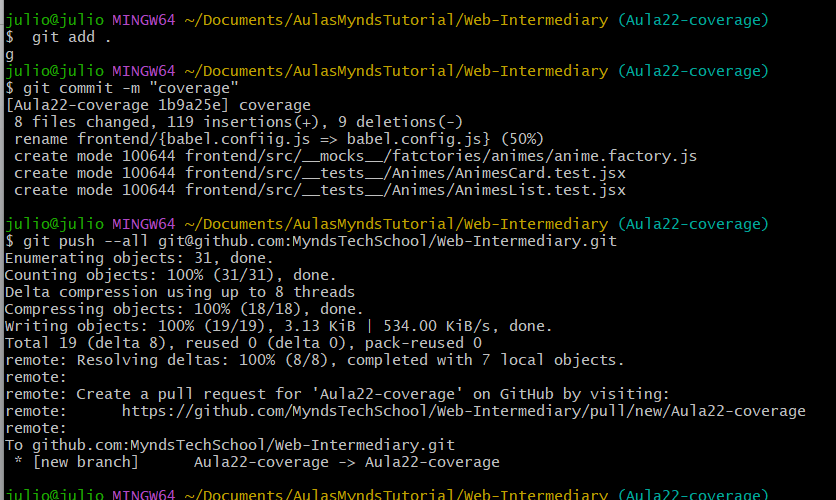 julio@julio MINGW64 ~/Documents/AulasMyndsTutorial/Web-Intermediary (Aula22-coverage)
$  git add .
g
julio@julio MINGW64 ~/Documents/AulasMyndsTutorial/Web-Intermediary (Aula22-coverage)
$ git commit -m "coverage"
[Aula22-coverage 1b9a25e] coverage
 8 files changed, 119 insertions(+), 9 deletions(-)
 rename frontend/{babel.confiig.js => babel.config.js} (50%)
 create mode 100644 frontend/src/__mocks__/fatctories/animes/anime.factory.js
 create mode 100644 frontend/src/__tests__/Animes/AnimesCard.test.jsx
 create mode 100644 frontend/src/__tests__/Animes/AnimesList.test.jsx

julio@julio MINGW64 ~/Documents/AulasMyndsTutorial/Web-Intermediary (Aula22-coverage)
$ git push --all git@github.com:MyndsTechSchool/Web-Intermediary.git
Enumerating objects: 31, done.
Counting objects: 100% (31/31), done.
Delta compression using up to 8 threads
Compressing objects: 100% (18/18), done.
Writing objects: 100% (19/19), 3.13 KiB | 534.00 KiB/s, done.
Total 19 (delta 8), reused 0 (delta 0), pack-reused 0
remote: Resolving deltas: 100% (8/8), completed with 7 local objects.
remote:
remote: Create a pull request for 'Aula22-coverage' on GitHub by visiting:
remote:      https://github.com/MyndsTechSchool/Web-Intermediary/pull/new/Aula22-coverage
remote:
To github.com:MyndsTechSchool/Web-Intermediary.git
 * [new branch]      Aula22-coverage -> Aula22-coverage

julio@julio MINGW64 ~/Documents/AulasMyndsTutorial/Web-Intermediary (Aula22-coverage)